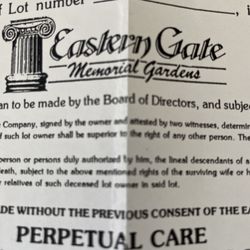 f Lot number
Eastern Gate
Memorial Gardens
an to be made by the Board of Directors, and subjec
Company, signed by the owner and attested by two witnesses, determin
f such lot owner shall be superior to the right of any other person. The
person or persons duly authorized by him, the lineal descendants of a
death, subject to the above mentioned rights of the surviving wife or h
r relatives of such deceased lot owner in said lot.
DE WITHOUT THE PREVIOUS CONSENT OF THE EA
PERPETUAL CARE